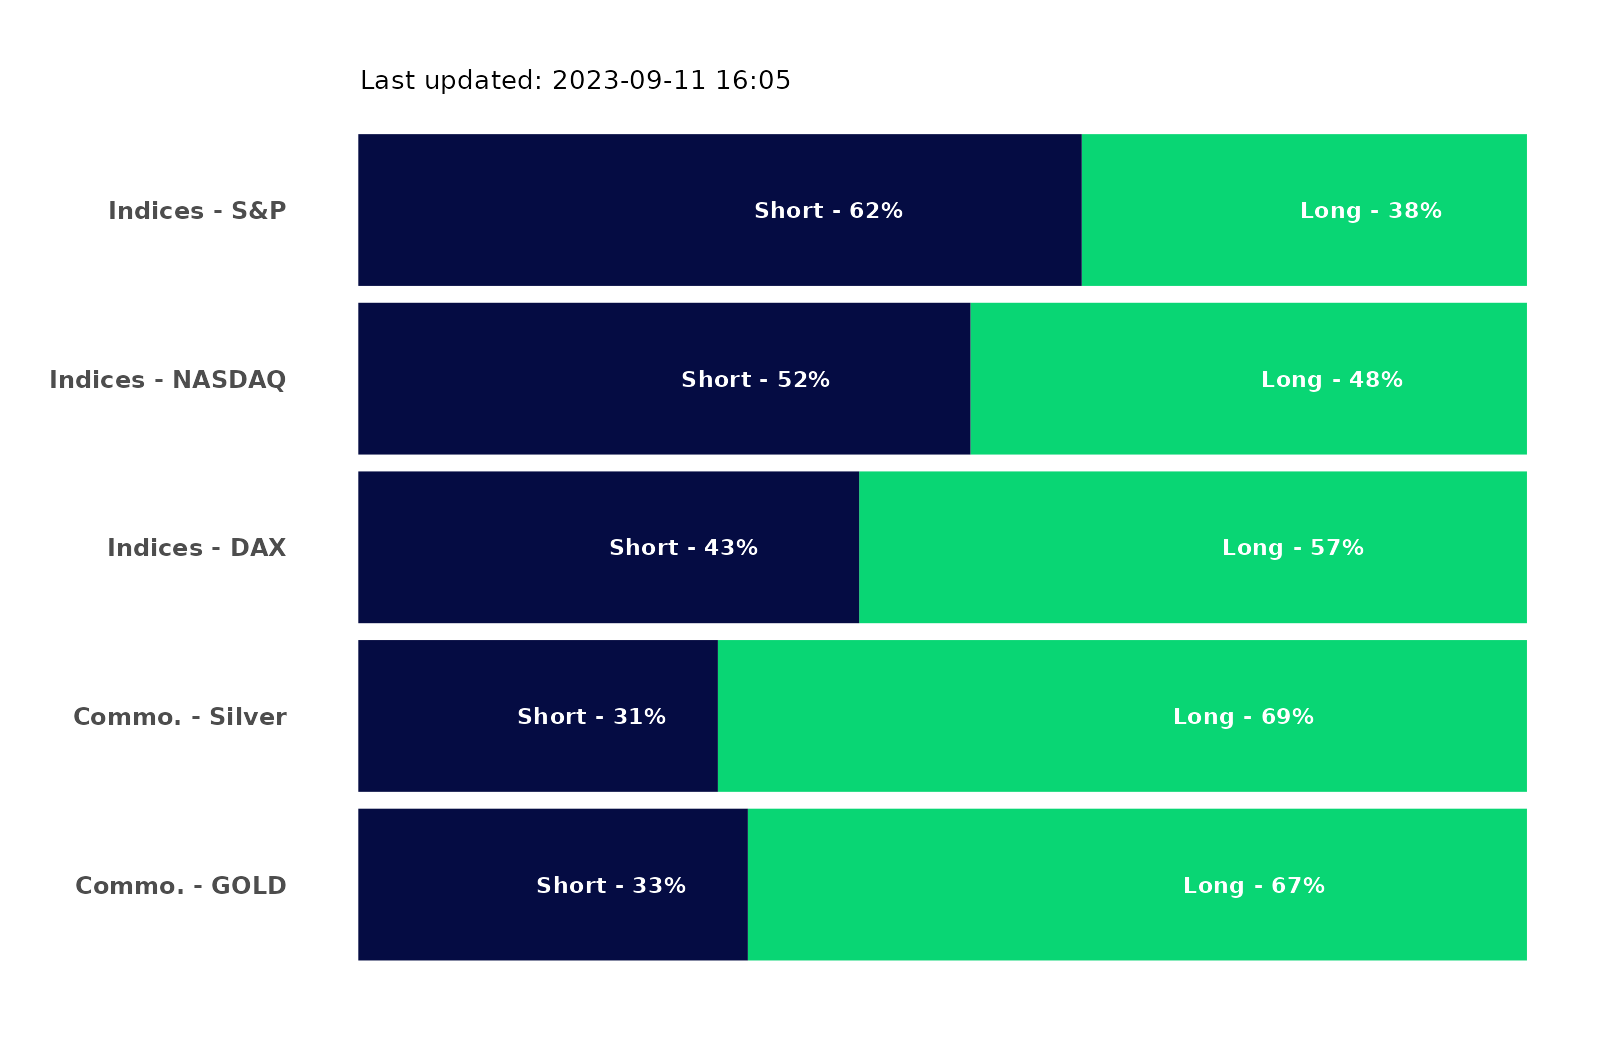 Last updated: 2023-09-11 16:05
Indices - S&P Short - 62% Long - 38%
Indices - NASDAQ Short - 52% Long - 48%
Indices - DAX Short - 43% Long - 57%
Commo. - Silver Short - 31% Long - 69%
Commo. - GOLD Short - 33% Long - 67%